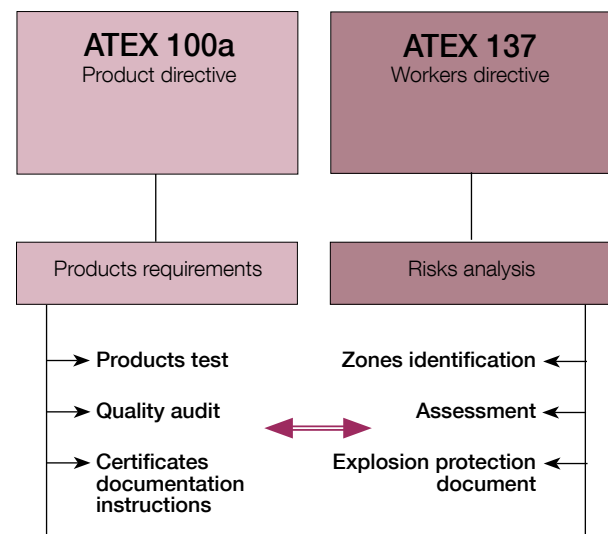 ATEX 100a
Product directive
ATEX 137
Workers directive
Products requirements
Risks analysis
Products test
Quality audit
Certificates
documentation
instructions
Zones identification
Assessment
Explosion protection
document